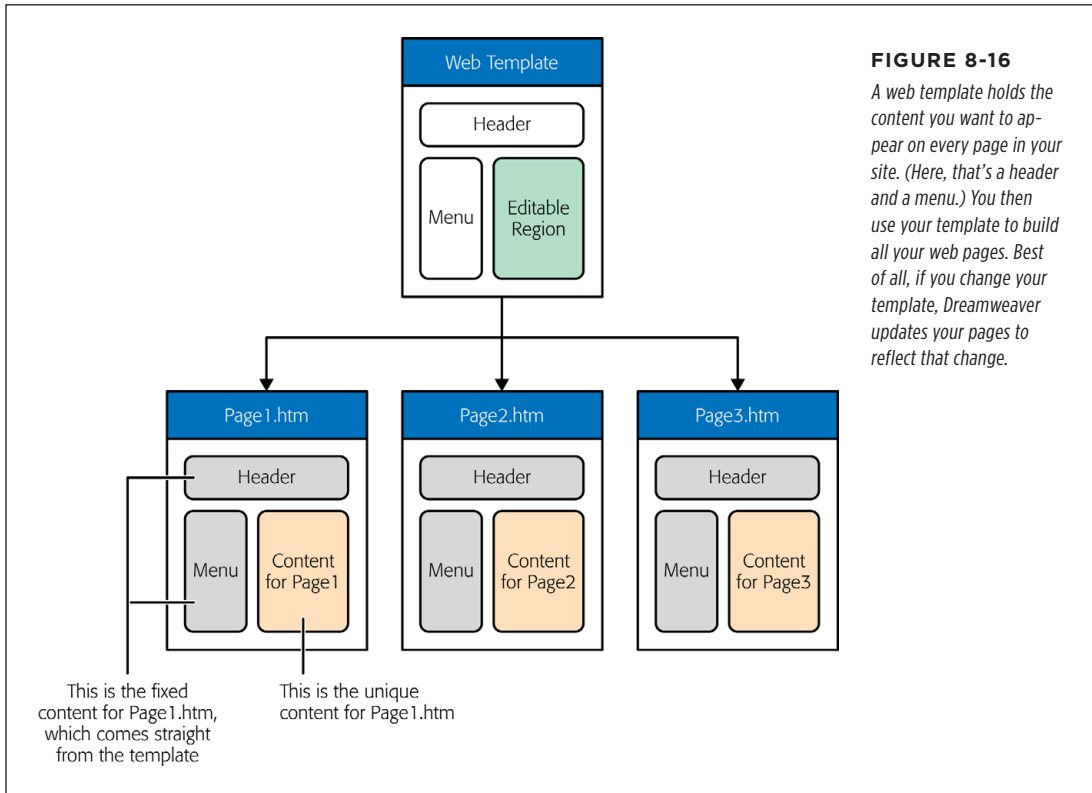 Web Template
Header
Menu
Editable
Region
FIGURE 8-16
A web template holds the
content you want to ap-
pear on every page in your
site. (Here, that's a header
and a menu.) You then
use your template to build
all your web pages. Best
of all, if you change your
template, Dreamweaver
updates your pages to
reflect that change.
Page1.htm
Header
Menu
Content
for Page1
Page2.htm
Header
Menu
Content
for Page2
Page3.htm
Header
Menu
Content
for Page3
This is the fixed
content for Page1.htm,
which comes straight
from the template
This is the unique
content for Page1.htm